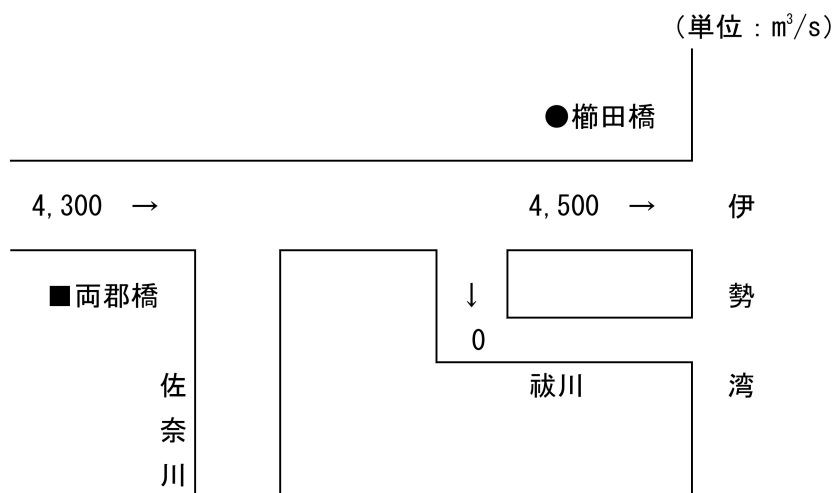 (単位:m³/s)
●櫛田橋
4,300 →
4,500 →
伊勢湾
■両郡橋
↓
0
祓川
佐奈川